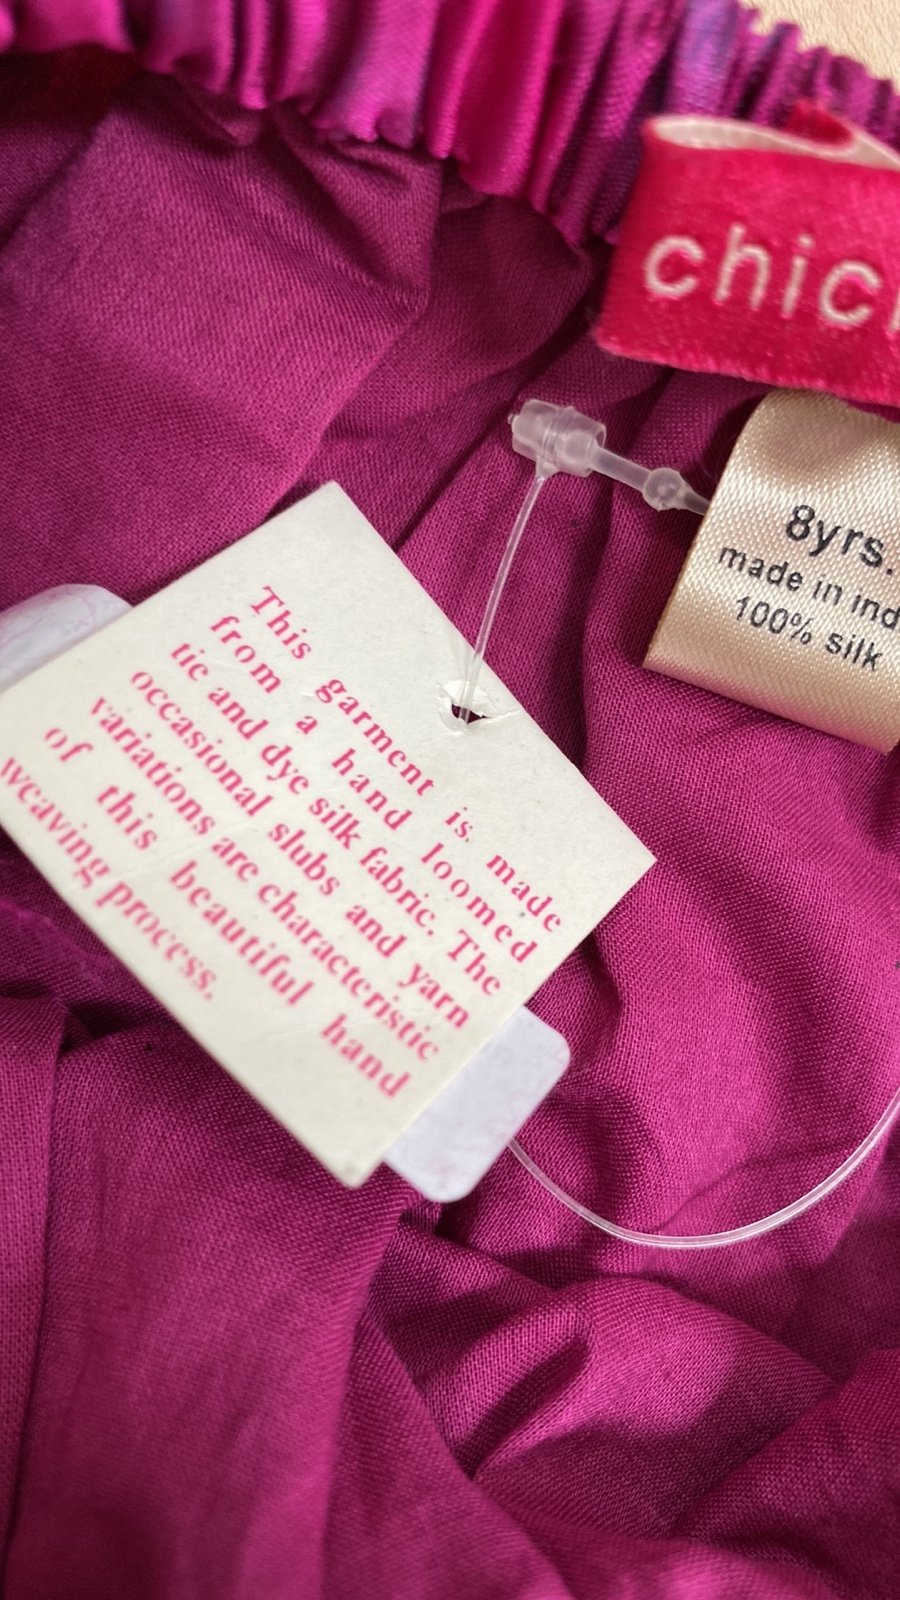 chic
8yrs.
made in ind
100% silk
This garment is made
from a hand loomed
tie and dye silk fabric. The
occasional slubs and yarn
variations are characteristic
of this beautiful hand
weaving process.